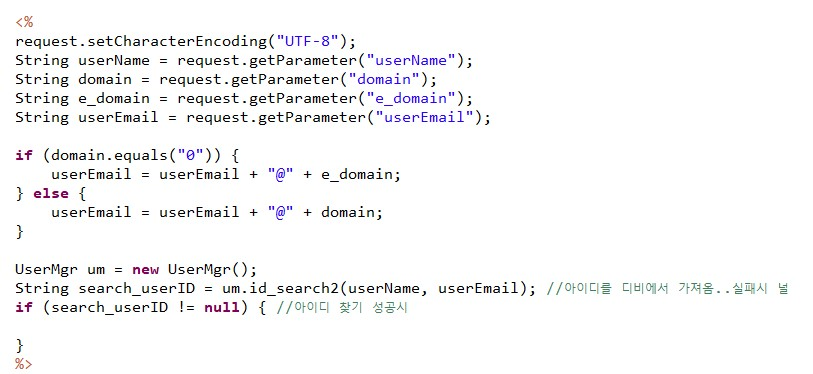 <%
request.setCharacterEncoding("UTF-8");
String userName = request.getParameter("userName");
String domain = request.getParameter("domain");
String e_domain = request.getParameter("e_domain");
String userEmail = request.getParameter("userEmail");

if (domain.equals("0")) {
    userEmail = userEmail + "@" + e_domain;
} else {
    userEmail = userEmail + "@" + domain;
}

UserMgr um = new UserMgr();
String search_userID = um.id_search2(userName, userEmail); //아이디를 디비에서 가져옴..실패시 널
if (search_userID != null) { //아이디 찾기 성공시

}
%>